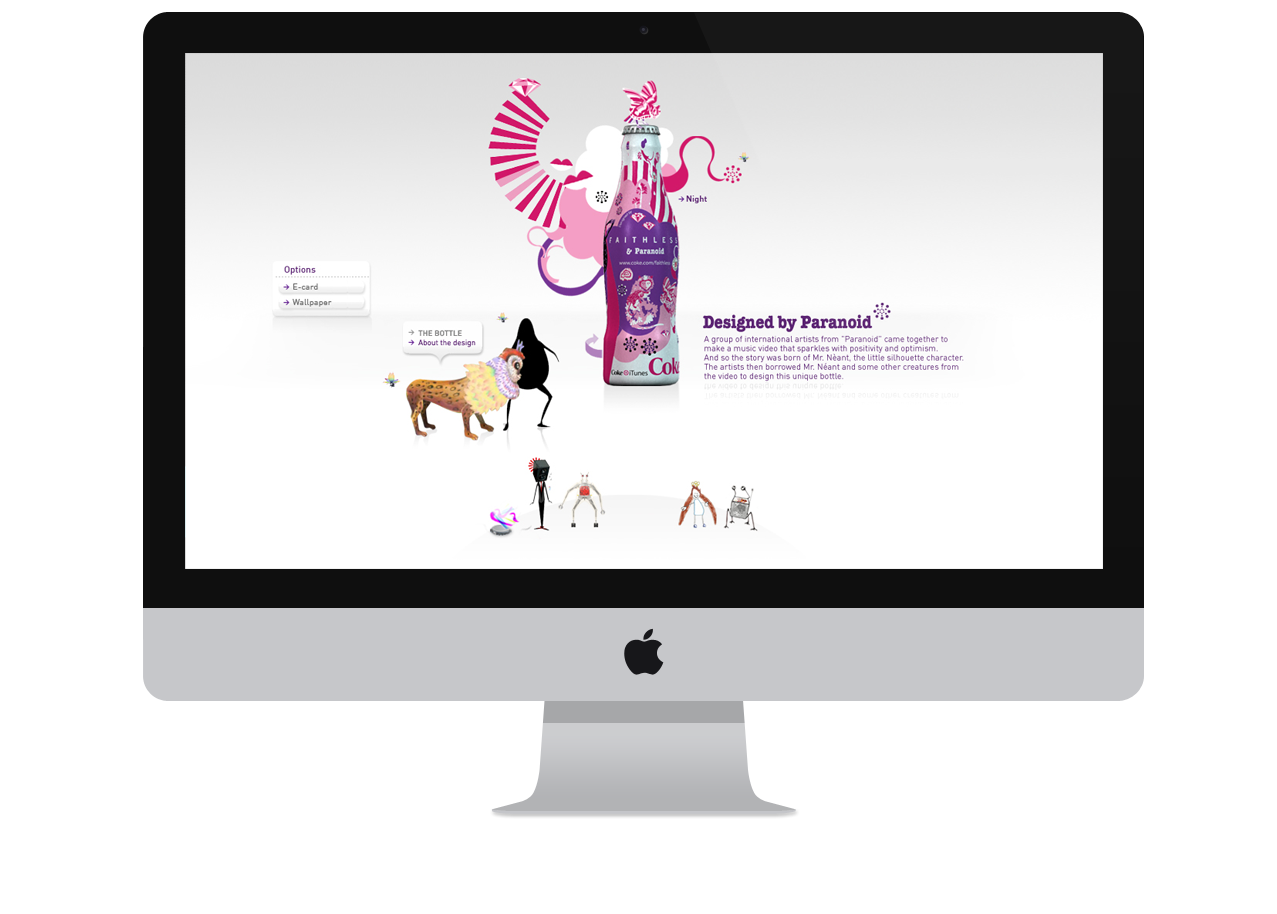 Night
FAITHLESS
& Paranoid
www.coke.com/faithless
Options
E-card
Wallpaper
THE BOTTLE
About the design
Coke iTunes
Coke
Designed by Paranoid
A group of international artists from "Paranoid" came together to
make a music video that sparkles with positivity and optimism.
And so the story was born of Mr. Nèant, the little silhouette character.
The artists then borrowed Mr. Néant and some other creatures from
the video to design this unique bottle.